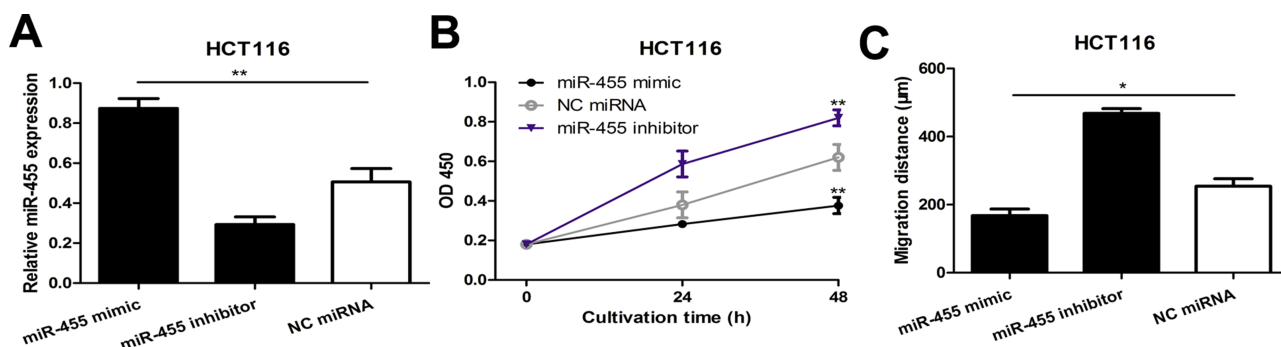 A
HCT116
**
Relative miR-455 expression
1.0
0.8
0.6
0.4
0.2
0.0
miR-455 mimic
miR-455 inhibitor
NC miRNA
B
HCT116
miR-455 mimic
NC miRNA
miR-455 inhibitor
**
**
OD 450
1.0
0.8
0.6
0.4
0.2
0.0
0
24
48
Cultivation time (h)
C
HCT116
*
Migration distance (μm)
600
400
200
0
miR-455 mimic
miR-455 inhibitor
NC miRNA